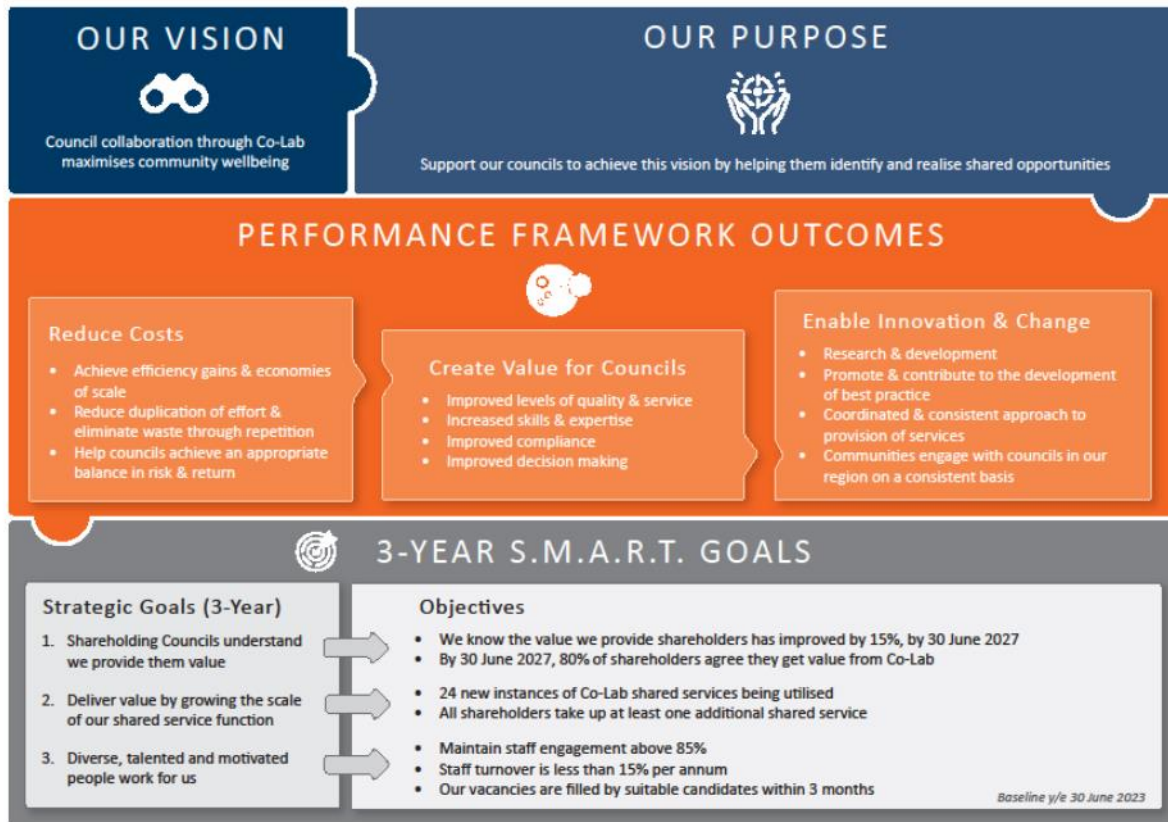 OUR VISION
Council collaboration through Co-Lab
maximises community wellbeing
OUR PURPOSE
Support our councils to achieve this vision by helping them identify and realise shared opportunities
PERFORMANCE FRAMEWORK OUTCOMES
Reduce Costs
• Achieve efficiency gains & economies
of scale
• Reduce duplication of effort &
eliminate waste through repetition
• Help councils achieve an appropriate
balance in risk & return
Create Value for Councils
• Improved levels of quality & service
• Increased skills & expertise
• Improved compliance
• Improved decision making
Enable Innovation & Change
• Research & development
• Promote & contribute to the development
of best practice
• Coordinated & consistent approach to
provision of services
• Communities engage with councils in our
region on a consistent basis
3-YEAR S.M.A.R.T. GOALS
Strategic Goals (3-Year)
1. Shareholding Councils understand
we provide them value
2. Deliver value by growing the scale
of our shared service function
3. Diverse, talented and motivated
people work for us
Objectives
• We know the value we provide shareholders has improved by 15%, by 30 June 2027
• By 30 June 2027, 80% of shareholders agree they get value from Co-Lab
• 24 new instances of Co-Lab shared services being utilised
• All shareholders take up at least one additional shared service
• Maintain staff engagement above 85%
• Staff turnover is less than 15% per annum
• Our vacancies are filled by suitable candidates within 3 months
Baseline y/e 30 June 2023